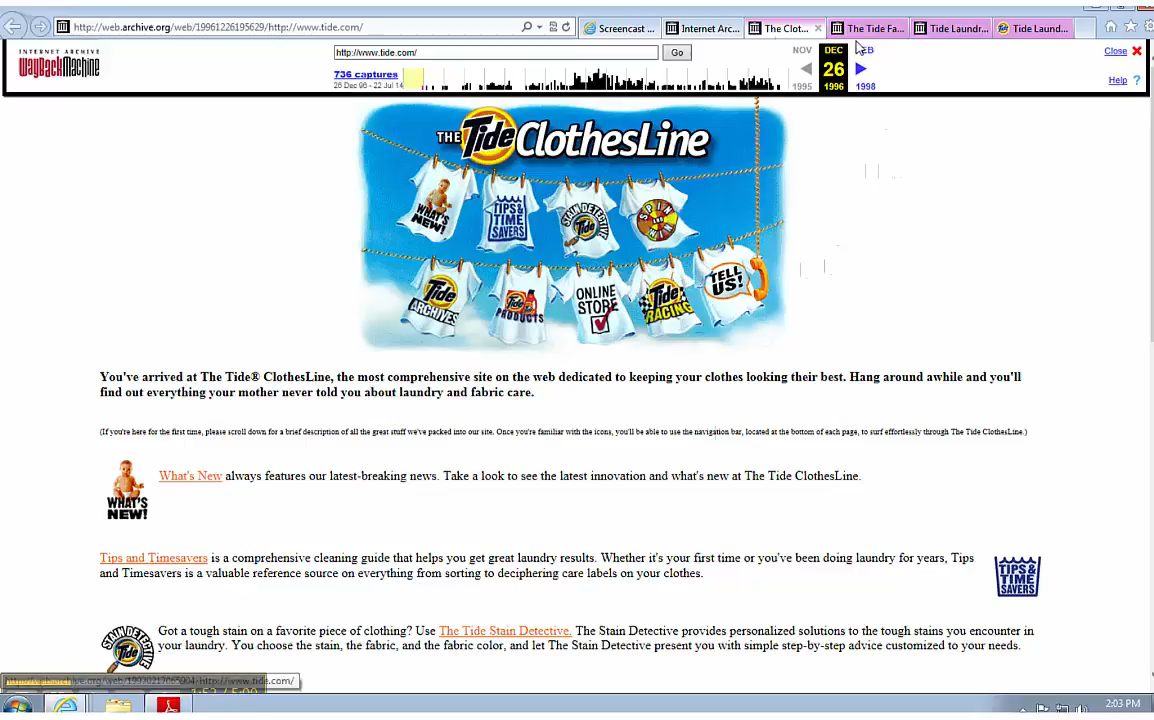 http://web.archive.org/web/19961226195629/http://www.tide.com/
Screencast ...
Internet Arc...
The Clot...
The Tide Fa...
Tide Laundr...
Tide Laund...
INTERNET ARCHIVE
WayBackMachine
http://www.tide.com/
Go
736 captures
NOV
DEC
26
1995
1996
1998
Close
Help ?
THE Tide ClothesLine
WHAT'S NEW!
TIPS & TIME SAVERS
STAIN DETECTIVE
Tide
SPIN
WIN
Tide ARCHIVES
Tide PRODUCTS
ONLINE STORE
Tide RACING
TELL US!
You've arrived at The Tide® ClothesLine, the most comprehensive site on the web dedicated to keeping your clothes looking their best. Hang around awhile and you'll
find out everything your mother never told you about laundry and fabric care.
(If you're here for the first time, please scroll down for a brief description of all the great stuff we've packed into our site. Once you're familiar with the icons, you'll be able to use the navigation bar, located at the bottom of each page, to surf effortlessly through The Tide ClothesLine.)
WHAT'S NEW!
What's New always features our latest-breaking news. Take a look to see the latest innovation and what's new at The Tide ClothesLine.
Tips and Timesavers is a comprehensive cleaning guide that helps you get great laundry results. Whether it's your first time or you've been doing laundry for years, Tips
and Timesavers is a valuable reference source on everything from sorting to deciphering care labels on your clothes.
TIPS & TIME SAVERS
STAIN DETECTIVE
Tide
Got a tough stain on a favorite piece of clothing? Use The Tide Stain Detective. The Stain Detective provides personalized solutions to the tough stains you encounter in
your laundry. You choose the stain, the fabric, and the fabric color, and let The Stain Detective present you with simple step-by-step advice customized to your needs.
2:03 PM